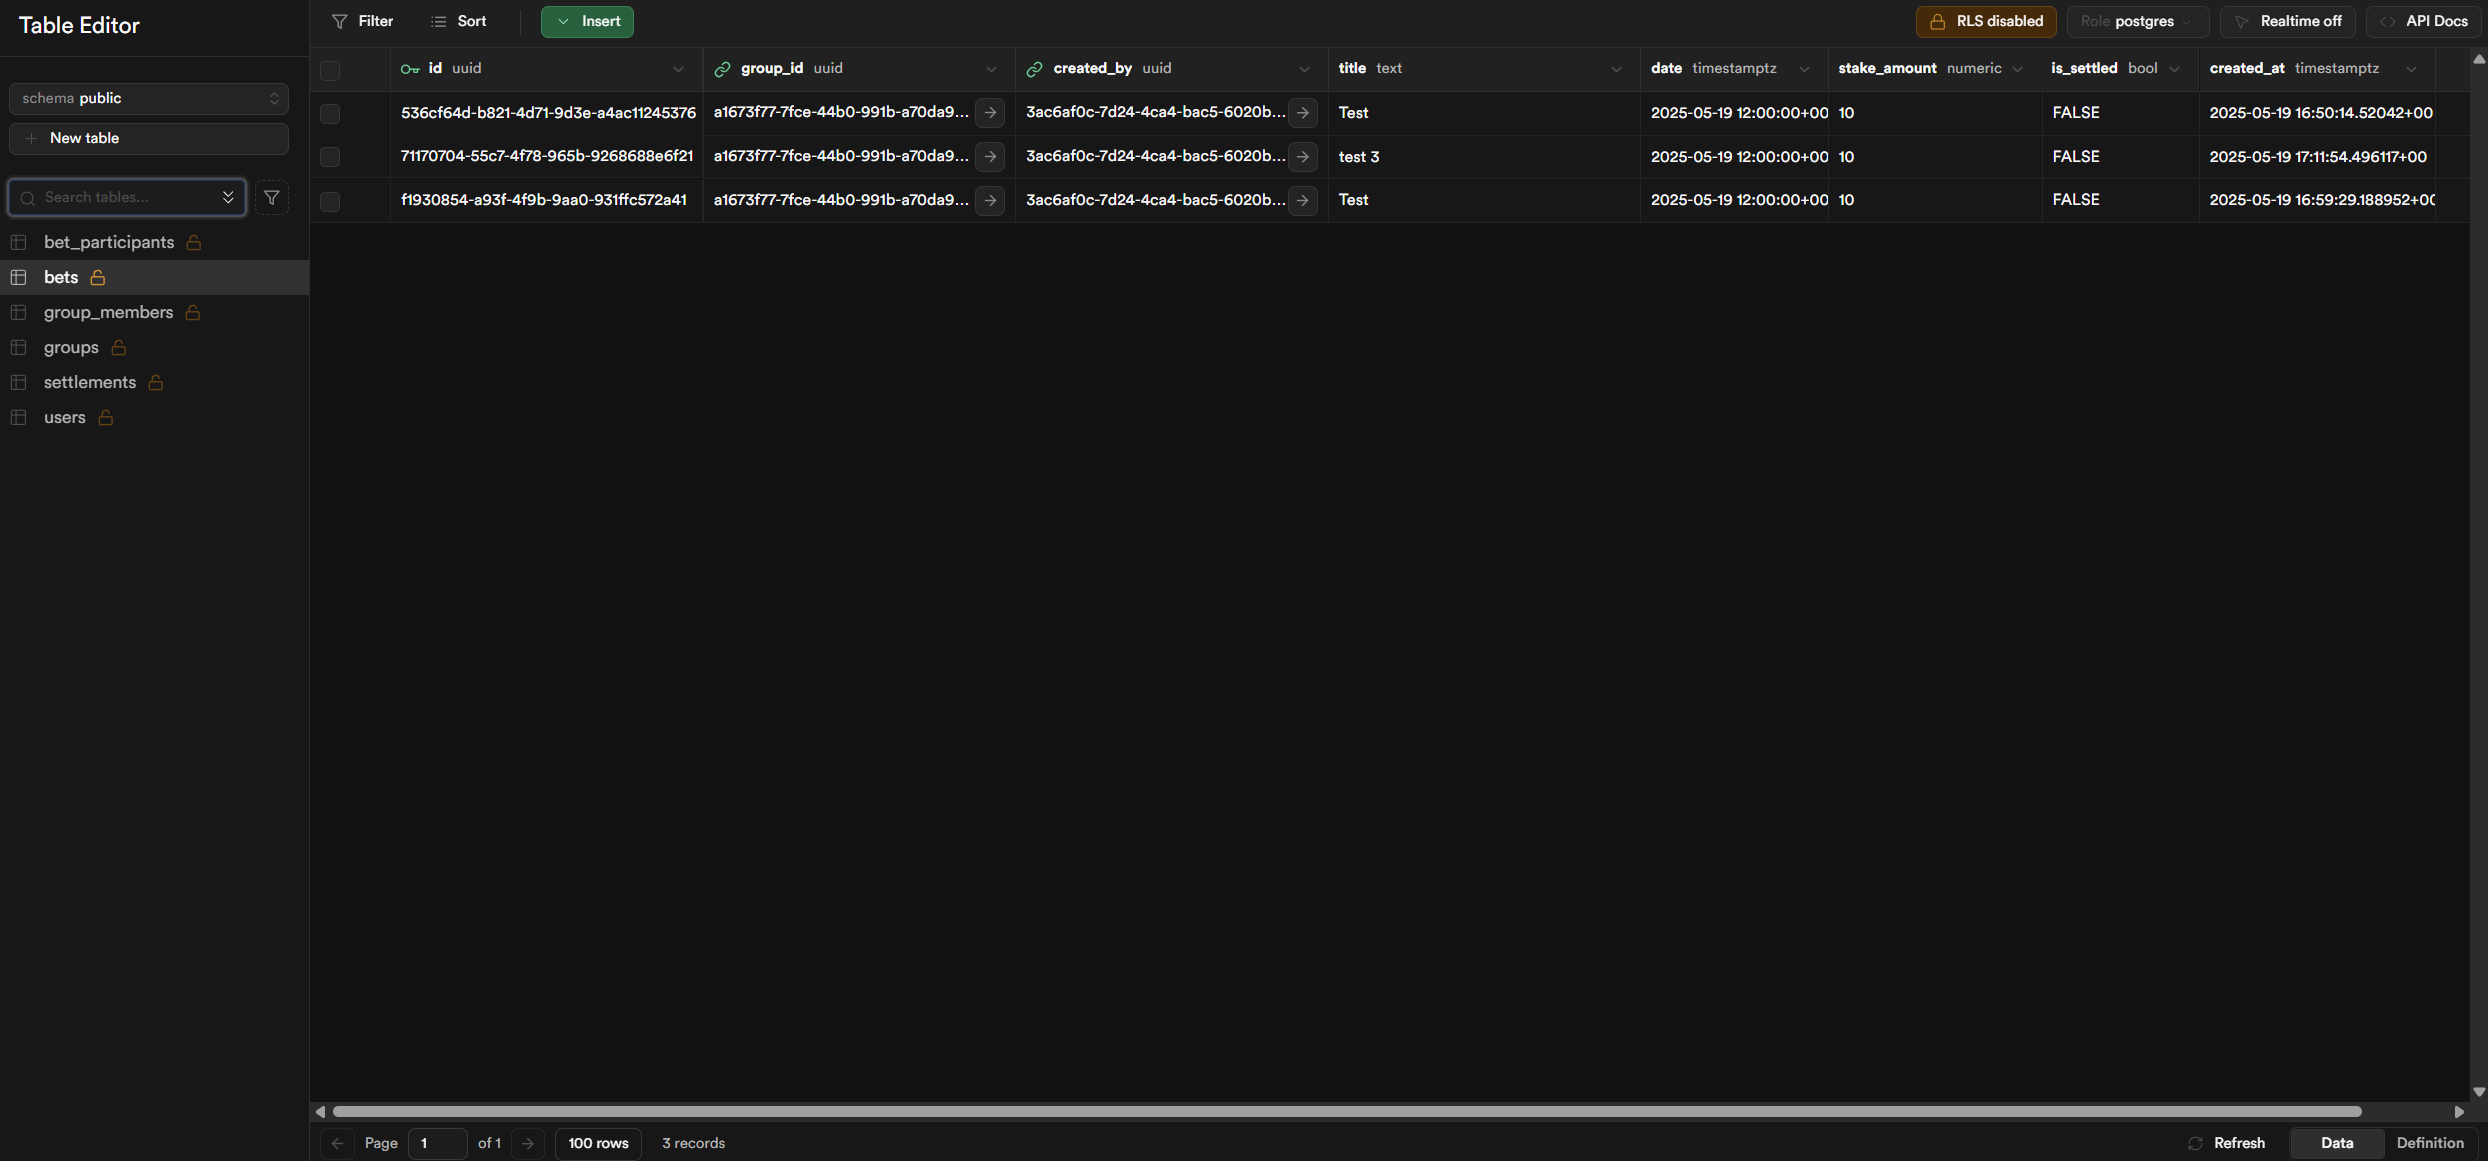 Table Editor
Filter
Sort
Insert
RLS disabled
Role postgres
Realtime off
API Docs
schema public
New table
Search tables...
bet_participants
bets
group_members
groups
settlements
users
id uuid
group_id uuid
created_by uuid
title text
date timestamptz
stake_amount numeric
is_settled bool
created_at timestamptz
536cf64d-b821-4d71-9d3e-a4ac11245376 a1673f77-7fce-44b0-991b-a70da9... 3ac6af0c-7d24-4ca4-bac5-6020b... Test 2025-05-19 12:00:00+00 10 FALSE 2025-05-19 16:50:14.52042+00
71170704-55c7-4f78-965b-9268688e6f21 a1673f77-7fce-44b0-991b-a70da9... 3ac6af0c-7d24-4ca4-bac5-6020b... test 3 2025-05-19 12:00:00+00 10 FALSE 2025-05-19 17:11:54.496117+00
f1930854-a93f-4f9b-9aa0-931ffc572a41 a1673f77-7fce-44b0-991b-a70da9... 3ac6af0c-7d24-4ca4-bac5-6020b... Test 2025-05-19 12:00:00+00 10 FALSE 2025-05-19 16:59:29.188952+00
Page 1 of 1
100 rows
3 records
Refresh
Data
Definition